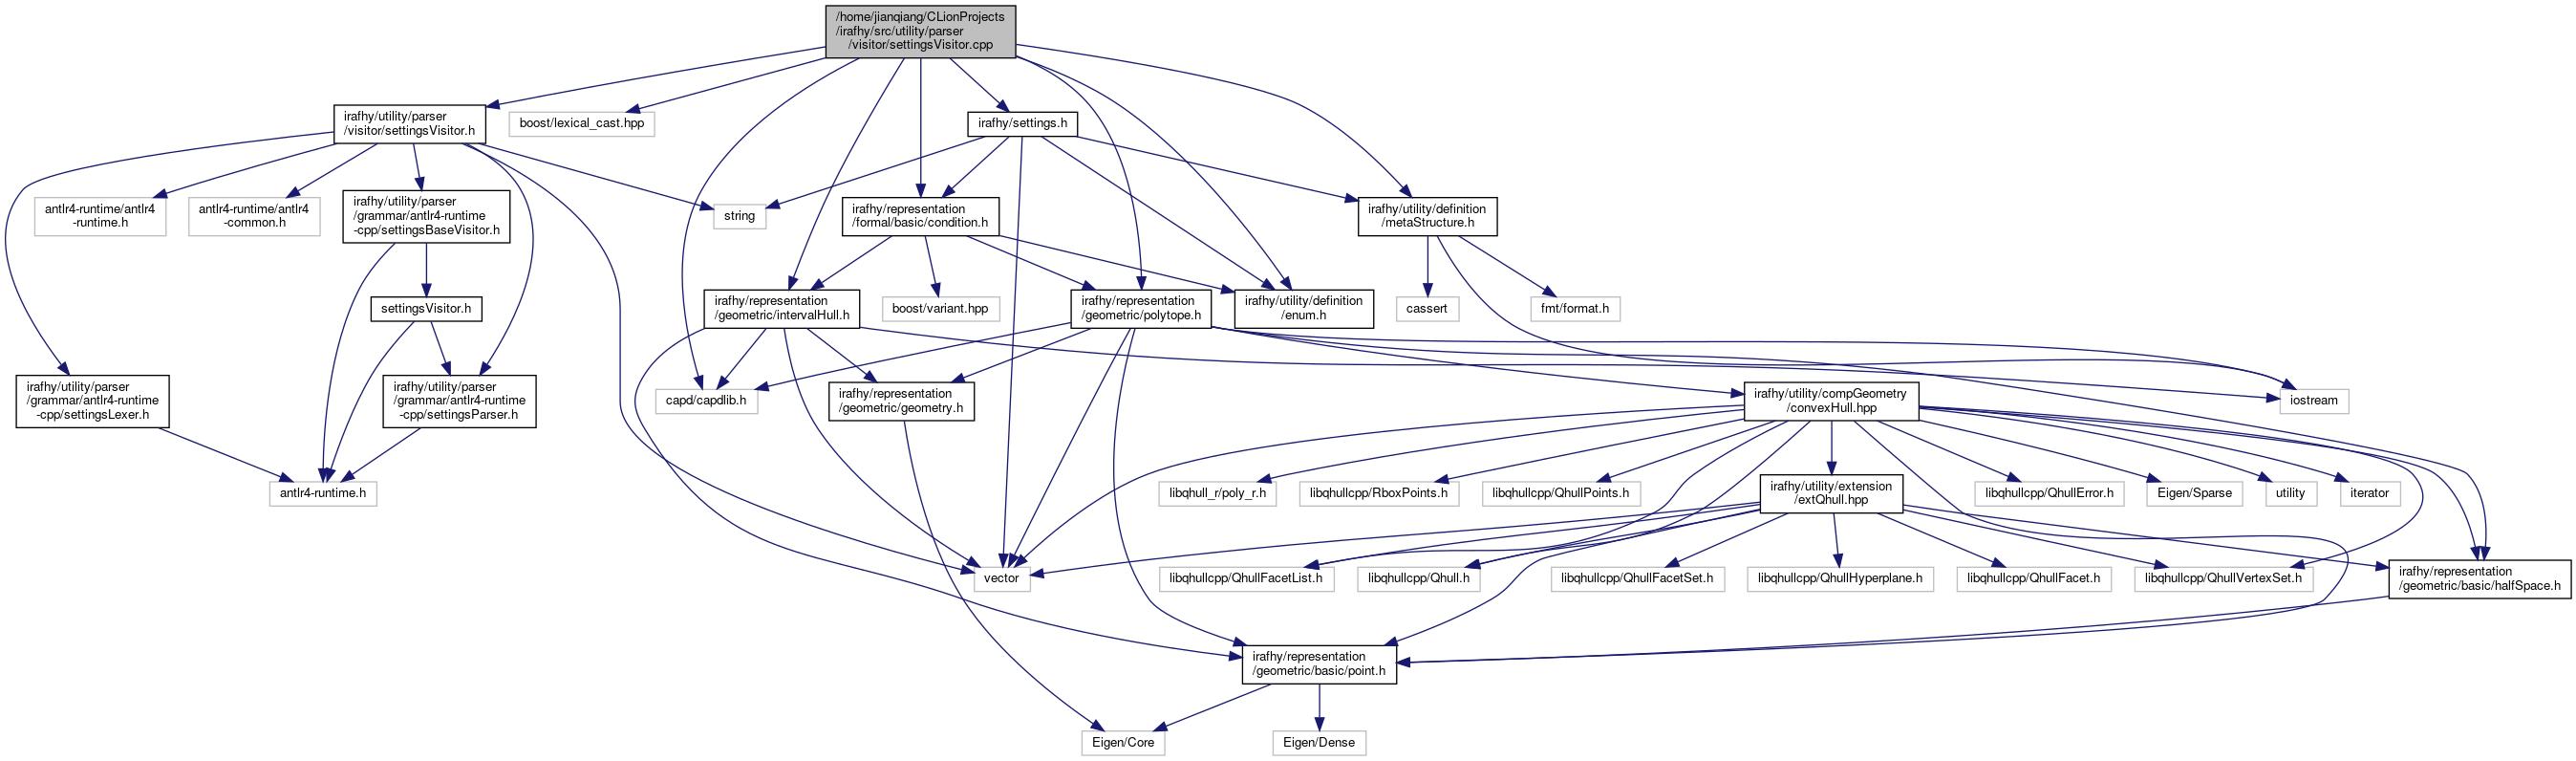 /home/jianqiang/CLionProjects
/irafhy/src/utility/parser
/visitor/settingsVisitor.cpp
irafhy/utility/parser
/visitor/settingsVisitor.h
boost/lexical_cast.hpp
irafhy/settings.h
antlr4-runtime/antlr4
-runtime.h
antlr4-runtime/antlr4
-common.h
irafhy/utility/parser
/grammar/antlr4-runtime
-cpp/settingsBaseVisitor.h
string
irafhy/representation
/formal/basic/condition.h
irafhy/utility/definition
/metaStructure.h
settingsVisitor.h
irafhy/representation
/geometric/intervalHull.h
boost/variant.hpp
irafhy/representation
/geometric/polytope.h
irafhy/utility/definition
/enum.h
cassert
fmt/format.h
irafhy/utility/parser
/grammar/antlr4-runtime
-cpp/settingsLexer.h
irafhy/utility/parser
/grammar/antlr4-runtime
-cpp/settingsParser.h
capd/capdlib.h
irafhy/representation
/geometric/geometry.h
irafhy/utility/compGeometry
/convexHull.hpp
iostream
antlr4-runtime.h
libqhull_r/poly_r.h
libqhullcpp/RboxPoints.h
libqhullcpp/QhullPoints.h
irafhy/utility/extension
/extQhull.hpp
libqhullcpp/QhullError.h
Eigen/Sparse
utility
iterator
vector
libqhullcpp/QhullFacetList.h
libqhullcpp/Qhull.h
libqhullcpp/QhullFacetSet.h
libqhullcpp/QhullHyperplane.h
libqhullcpp/QhullFacet.h
libqhullcpp/QhullVertexSet.h
irafhy/representation
/geometric/basic/halfSpace.h
irafhy/representation
/geometric/basic/point.h
Eigen/Core
Eigen/Dense